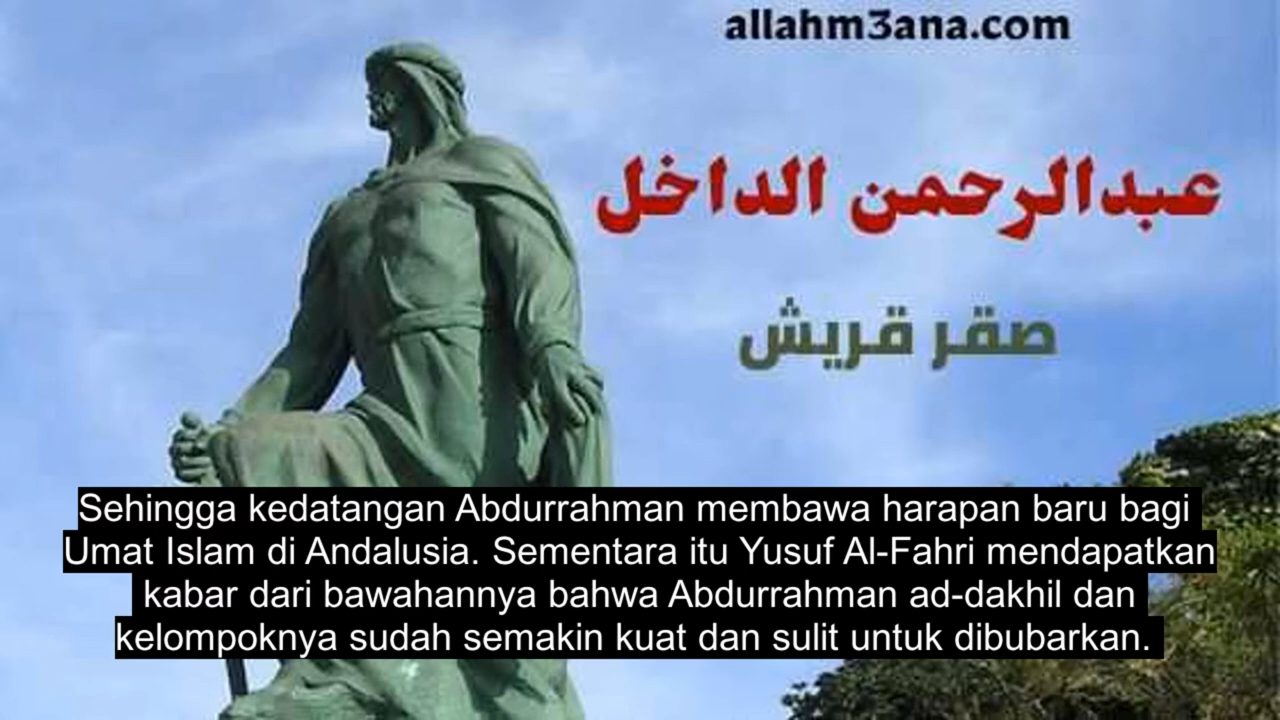 allahm3ana.com
عبدالرحمن الداخل
صقر قريش
Sehingga kedatangan Abdurrahman membawa harapan baru bagi
Umat Islam di Andalusia. Sementara itu Yusuf Al-Fahri mendapatkan
kabar dari bawahannya bahwa Abdurrahman ad-dakhil dan
kelompoknya sudah semakin kuat dan sulit untuk dibubarkan.